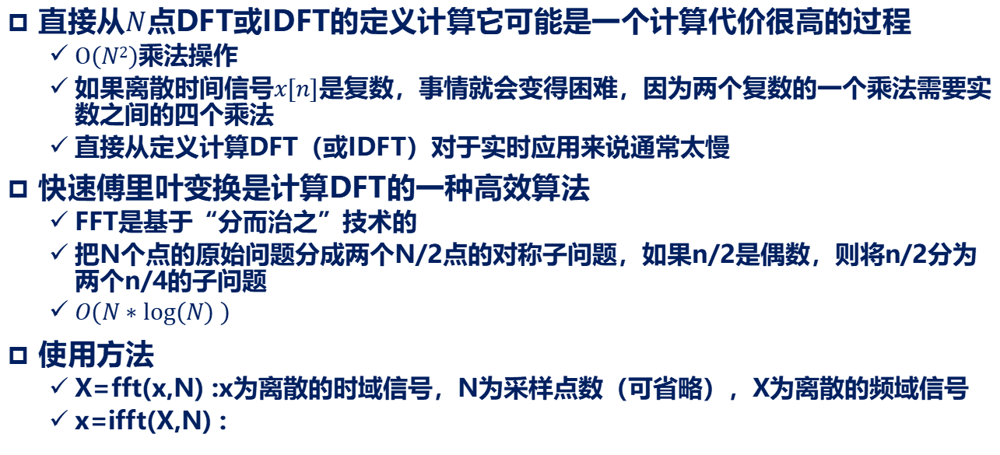 直接从N点DFT或IDFT的定义计算它可能是一个计算代价很高的过程
✓ O(N²)乘法操作
✓ 如果离散时间信号x[n]是复数，事情就会变得困难，因为两个复数的一个乘法需要实
数之间的四个乘法
✓ 直接从定义计算DFT（或IDFT）对于实时应用来说通常太慢
快速傅里叶变换是计算DFT的一种高效算法
✓ FFT是基于“分而治之”技术的
✓ 把N个点的原始问题分成两个N/2点的对称子问题，如果n/2是偶数，则将n/2分为
两个n/4的子问题
✓ O(N * log(N) )
使用方法
✓ X=fft(x,N) :x为离散的时域信号，N为采样点数（可省略），X为离散的频域信号
✓ x=ifft(X,N) :